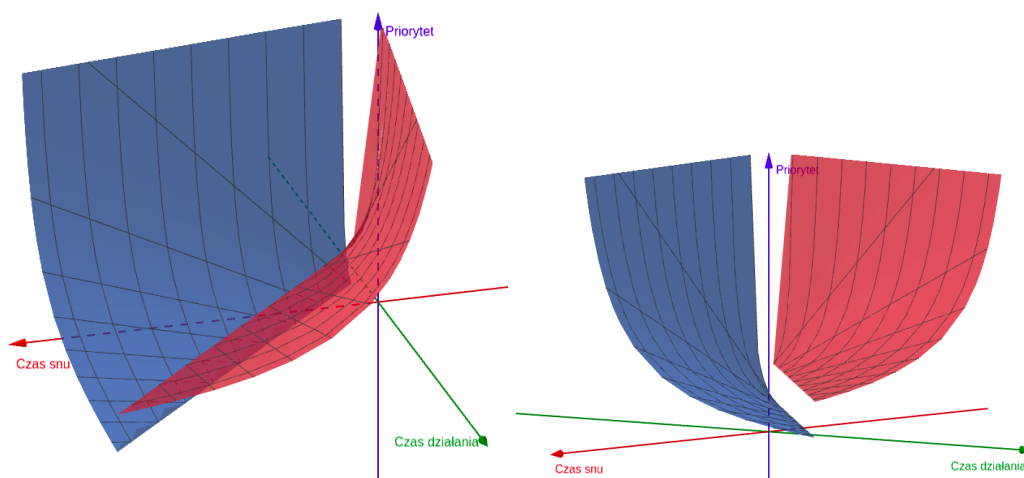 Priorytet
Czas snu
Czas działania
Priorytet
Czas snu
Czas działania